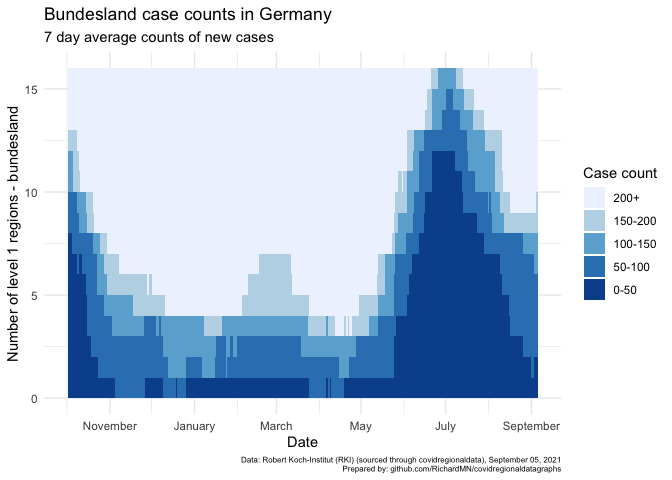 Bundesland case counts in Germany
7 day average counts of new cases
Number of level 1 regions - bundesland
15
10
5
0
November
January
March
May
July
September
Date
Case count
200+
150-200
100-150
50-100
0-50
Data: Robert Koch-Institut (RKI) (sourced through covidregionaldata), September 05, 2021
Prepared by: github.com/RichardMN/covidregionaldatagraphs